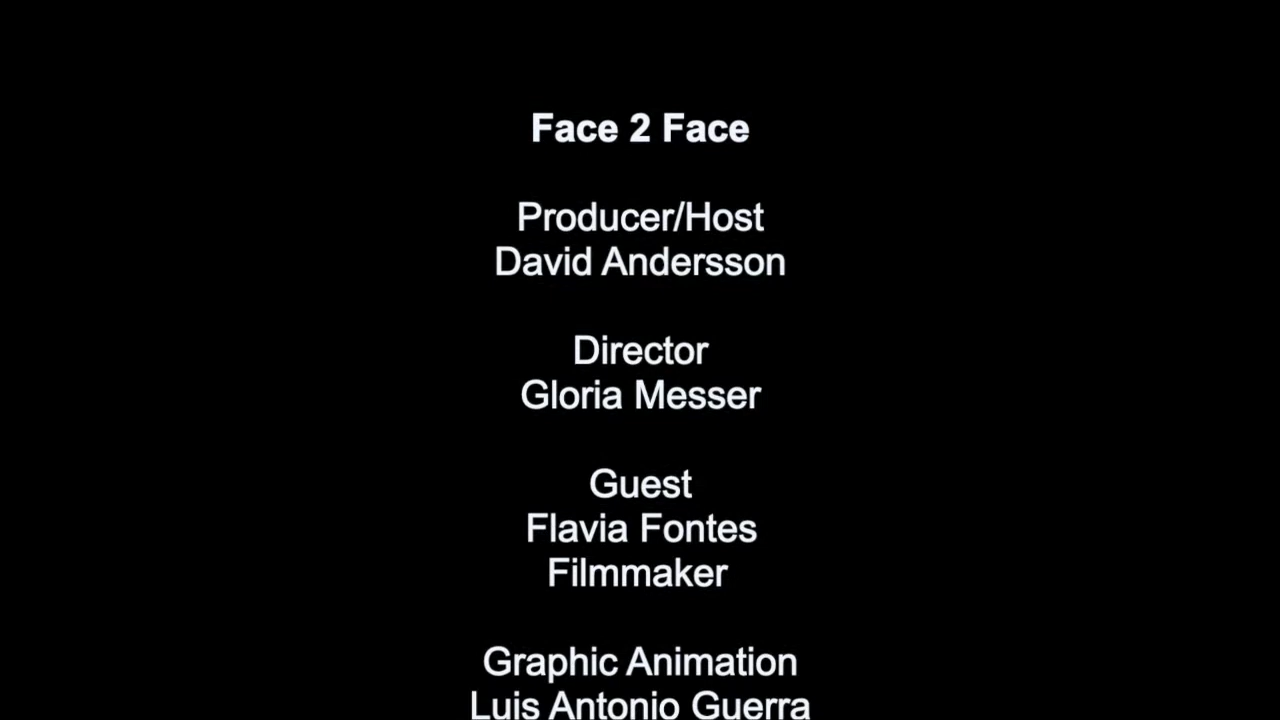 Face 2 Face
Producer/Host
David Andersson
Director
Gloria Messer
Guest
Flavia Fontes
Filmmaker
Graphic Animation
Luis Antonio Guerra